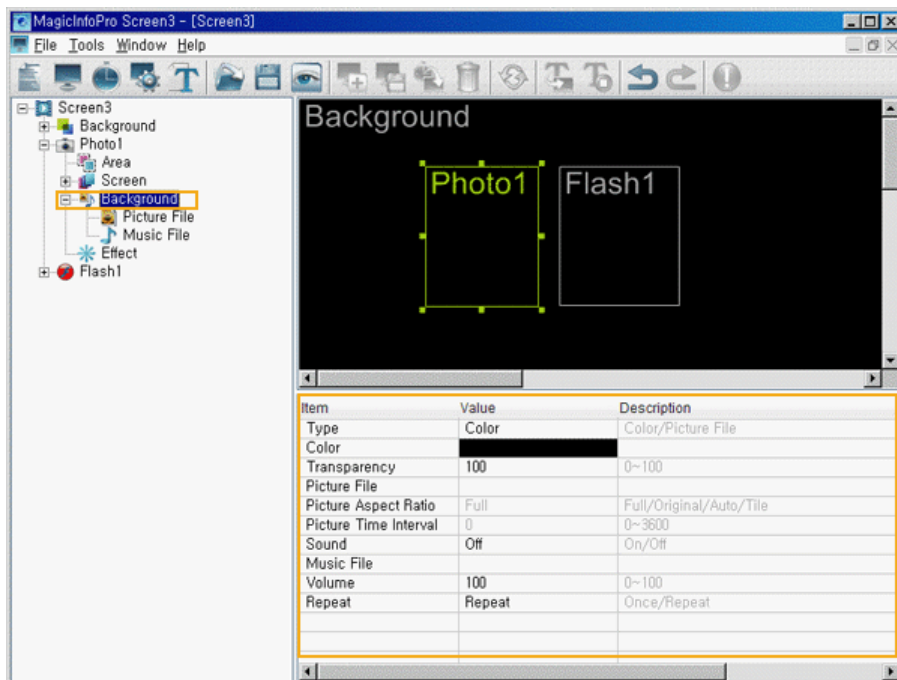 MagicInfoPro Screen3 - [Screen3]
File Tools Window Help
Screen3
Background
Photo1
Area
Screen
Background
Picture File
Music File
Effect
Flash1
Background
Photo1 Flash1
Item Value Description
Type Color Color/Picture File
Color
Transparency 100 0~100
Picture File
Picture Aspect Ratio Full Full/Original/Auto/Tile
Picture Time Interval 0 0~3600
Sound Off On/Off
Music File
Volume 100 0~100
Repeat Repeat Once/Repeat